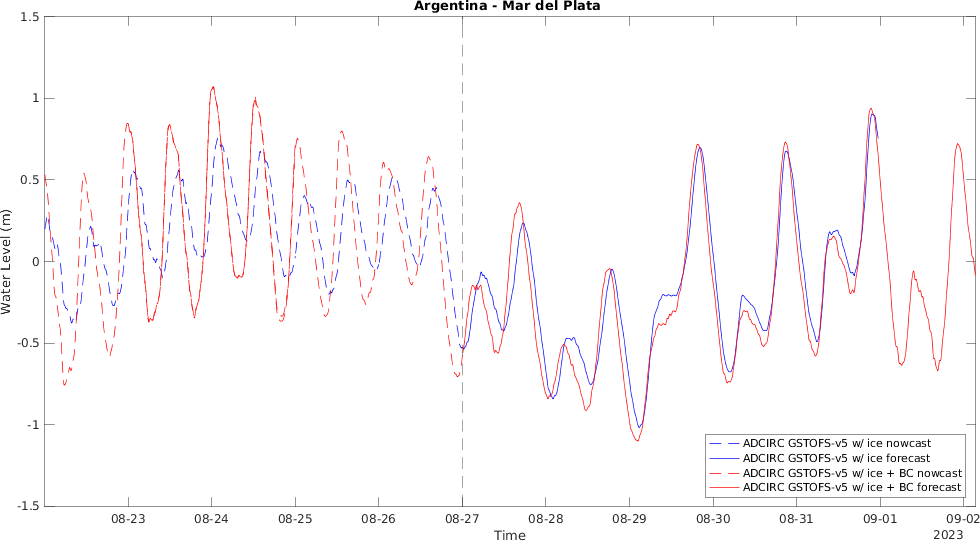 Argentina - Mar del Plata
1.5
1
0.5
0
-0.5
-1
-1.5
Water Level (m)
ADCIRC GSTOFS-v5 w/ ice nowcast
ADCIRC GSTOFS-v5 w/ ice forecast
ADCIRC GSTOFS-v5 w/ ice + BC nowcast
ADCIRC GSTOFS-v5 w/ ice + BC forecast
08-23 08-24 08-25 08-26 08-27 08-28 08-29 08-30 08-31 09-01 09-02
Time
2023